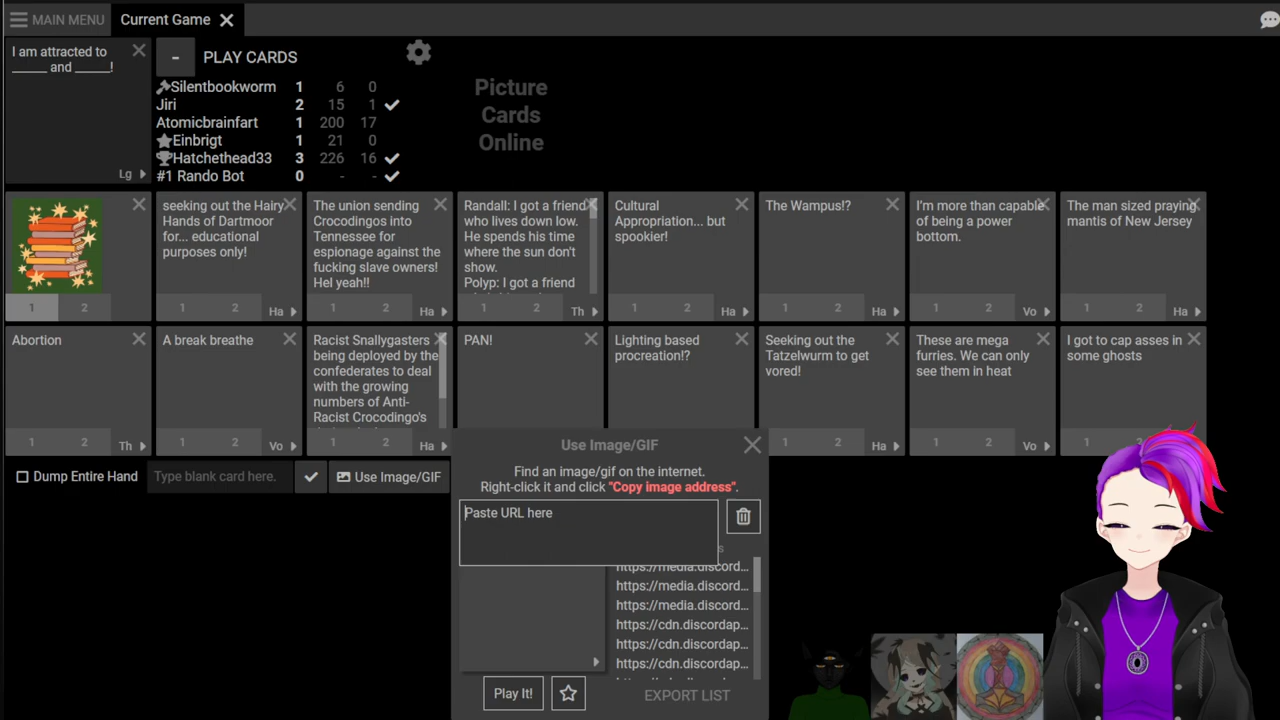 MAIN MENU
Current Game
I am attracted to
______ and _____!
Lg
-
PLAY CARDS
Silentbookworm 1 6 0
Jiri 2 15 1
Atomicbrainfart 1 200 17
Einbrigt 1 21 0
Hatchethead33 3 226 16
#1 Rando Bot 0 - -
Picture
Cards
Online
1 2
seeking out the Hairy
Hands of Dartmoor
for... educational
purposes only!
1 2 Ha
The union sending
Crocodingos into
Tennessee for
espionage against the
fucking slave owners!
Hel yeah!!
1 2 Ha
Randall: I got a friend
who lives down low.
He spends his time
where the sun don't
show.
Polyp: I got a friend
1 2 Th
Cultural
Appropriation... but
spookier!
1 2 Ha
The Wampus!?
1 2 Ha
I'm more than capable
of being a power
bottom.
1 2 Vo
The man sized praying
mantis of New Jersey
1 2 Ha
Abortion
1 2 Th
A break breathe
1 2 Vo
Racist Snallygasters
being deployed by the
confederates to deal
with the growing
numbers of Anti-
Racist Crocodingo's
1 2 Ha
PAN!
Lighting based
procreation!?
Seeking out the
Tatzelwurm to get
vored!
1 2 Ha
These are mega
furries. We can only
see them in heat
1 2 Vo
I got to cap asses in
some ghosts
1
Dump Entire Hand
Type blank card here.
Use Image/GIF
Use Image/GIF
Find an image/gif on the internet.
Right-click it and click "Copy image address".
Paste URL here
https://media.discord...
https://media.discord...
https://media.discord...
https://cdn.discordap...
https://cdn.discordap...
https://cdn.discordap...
Play It!
EXPORT LIST